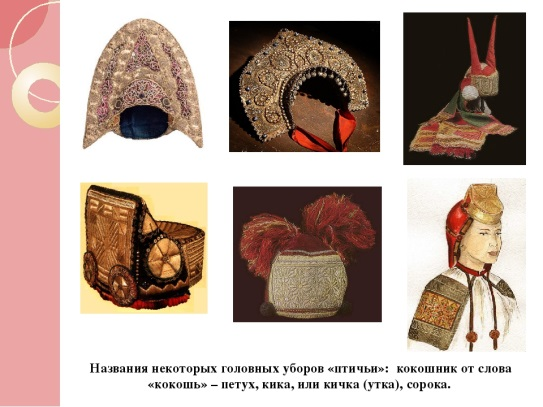 Названия некоторых головных уборов «птичьи»: кокошник от слова
«кокошь» – петух, кика, или кичка (утка), сорока.